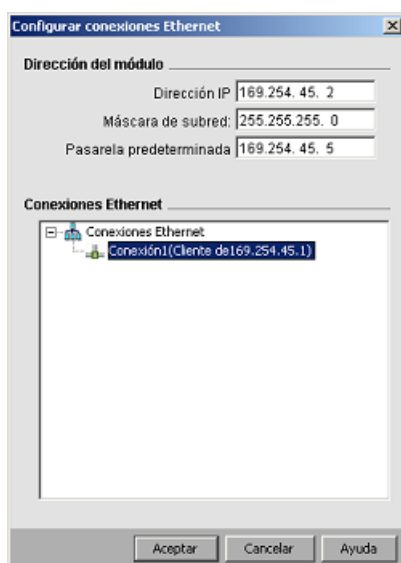 Configurar conexiones Ethernet
Dirección del módulo
Dirección IP 169.254. 45. 2
Máscara de subred: 255.255.255. 0
Pasarela predeterminada 169.254. 45. 5
Conexiones Ethernet
Conexiones Ethernet
Conexión1(Cliente de169.254.45.1)
Aceptar Cancelar Ayuda